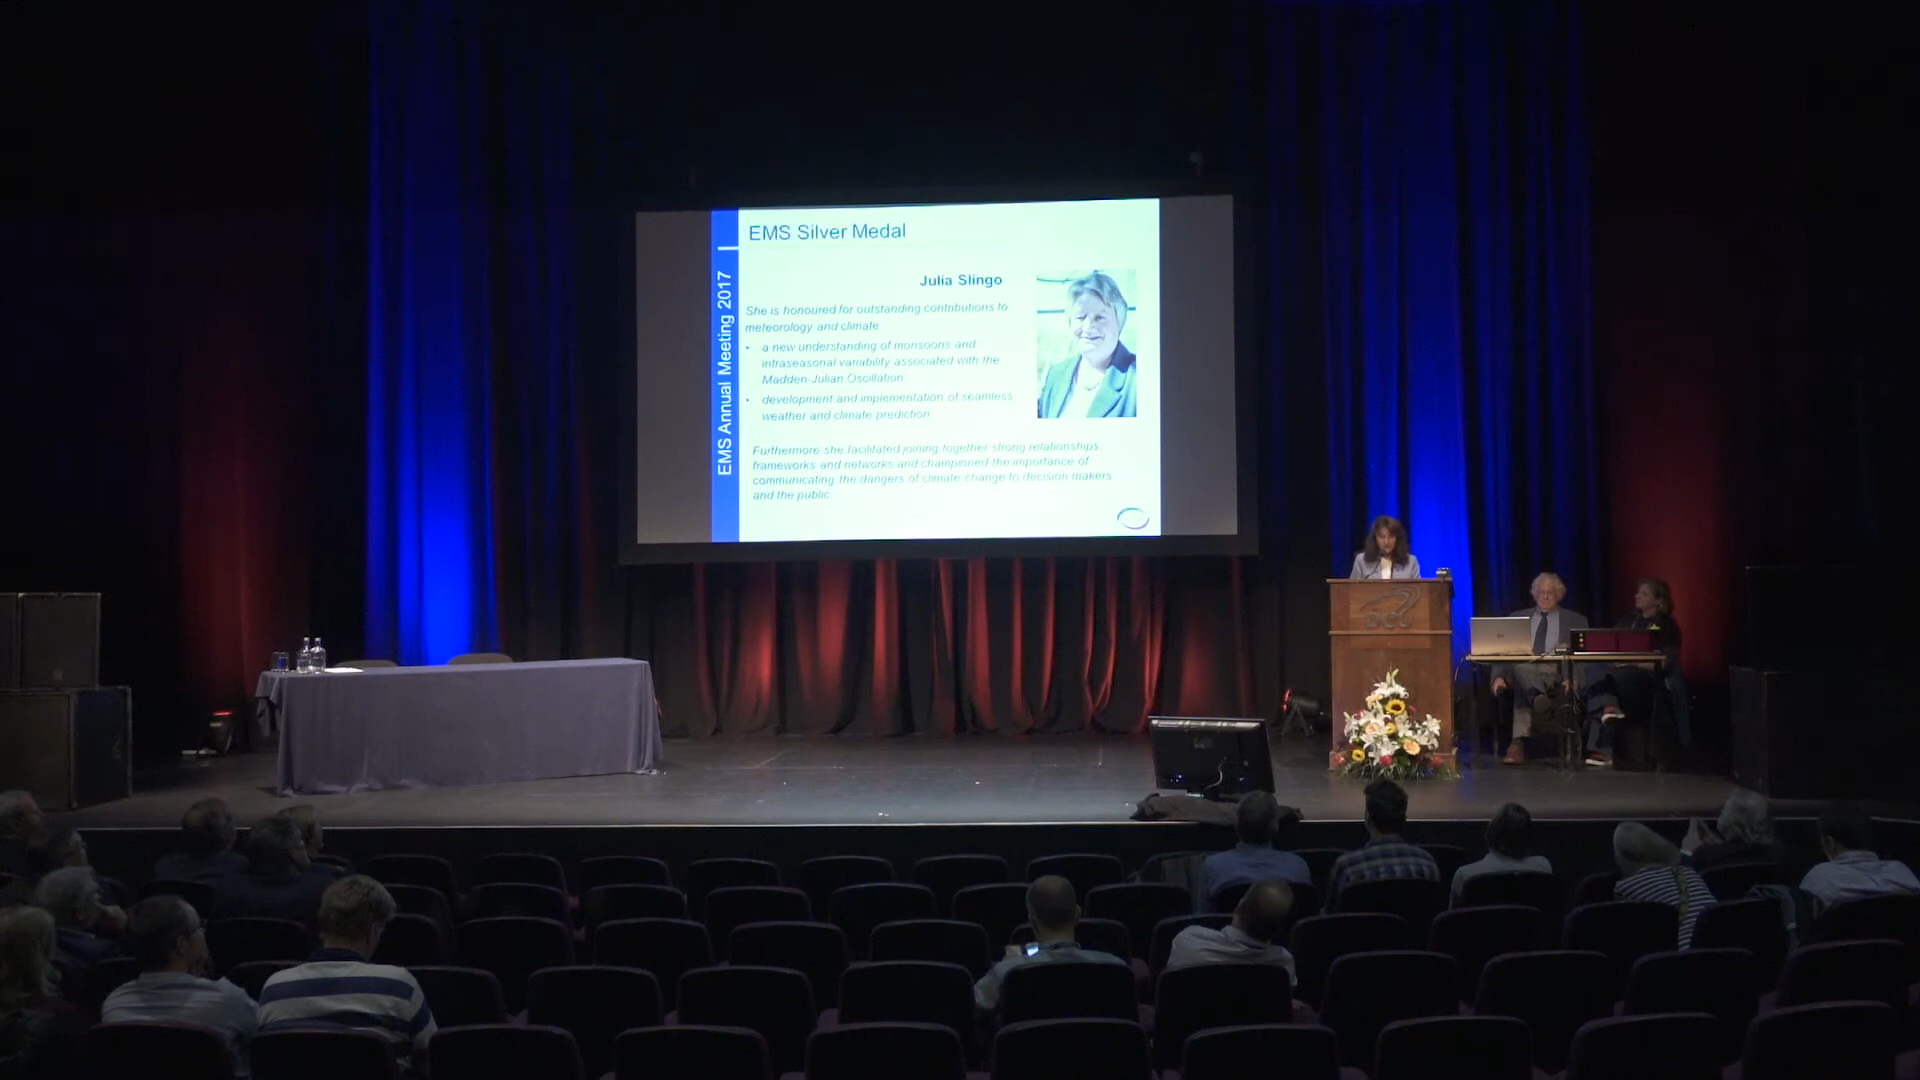 EMS Silver Medal
EMS Annual Meeting 2017
Julia Slingo
She is honoured for outstanding contributions to
meteorology and climate
• a new understanding of monsoons and
intraseasonal variability associated with the
Madden-Julian Oscillation
• development and implementation of seamless
weather and climate prediction
Furthermore she facilitated joining together strong relationships,
frameworks and networks and championed the importance of
communicating the dangers of climate change to decision makers
and the public